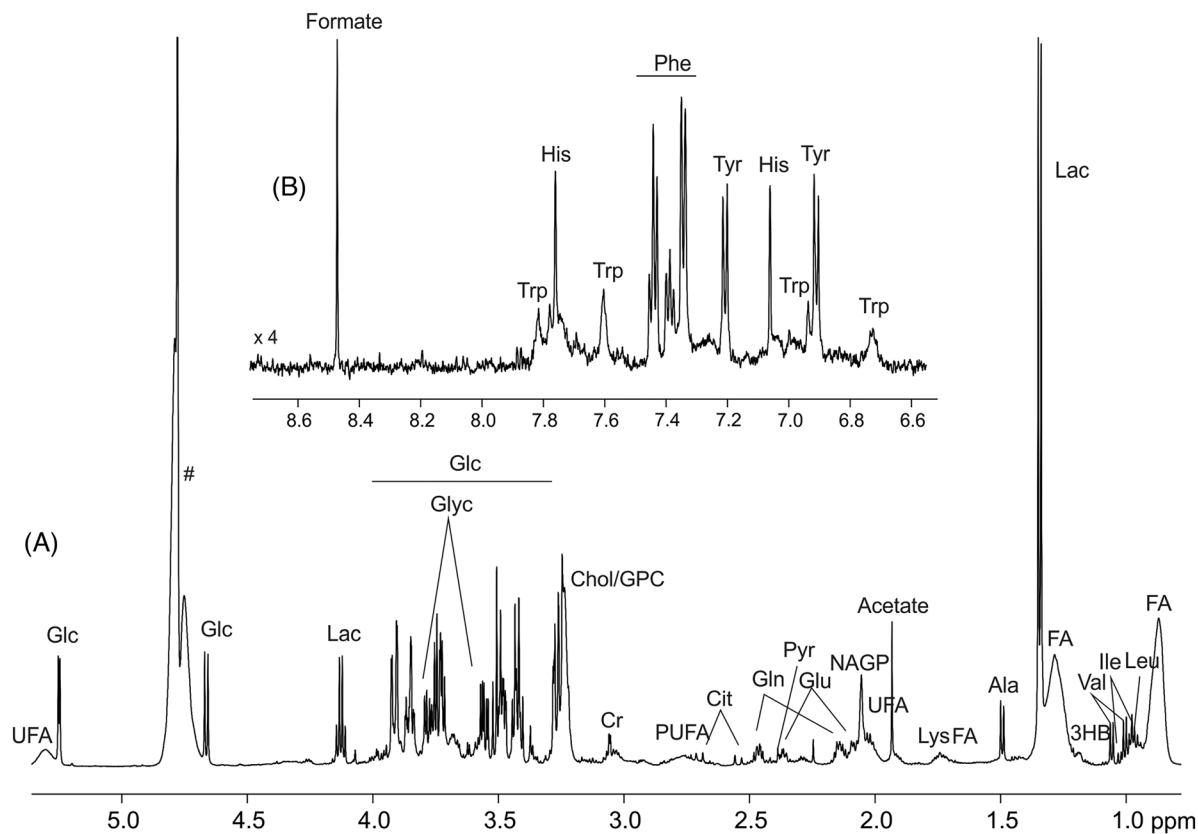 Formate
Phe
His
Tyr
His
Tyr
(B)
Lac
Trp
Trp
Trp
Trp
x 4
8.6 8.4 8.2 8.0 7.8 7.6 7.4 7.2 7.0 6.8 6.6
Glc
#
Glyc
(A)
Chol/GPC
Acetate
FA
Glc
Glc
Lac
Pyr
NAGP
FA
Gln
Glu
Ile
Leu
Cit
UFA
Ala
Val
UFA
Cr
PUFA
Lys FA
3HB
5.0 4.5 4.0 3.5 3.0 2.5 2.0 1.5 1.0 ppm